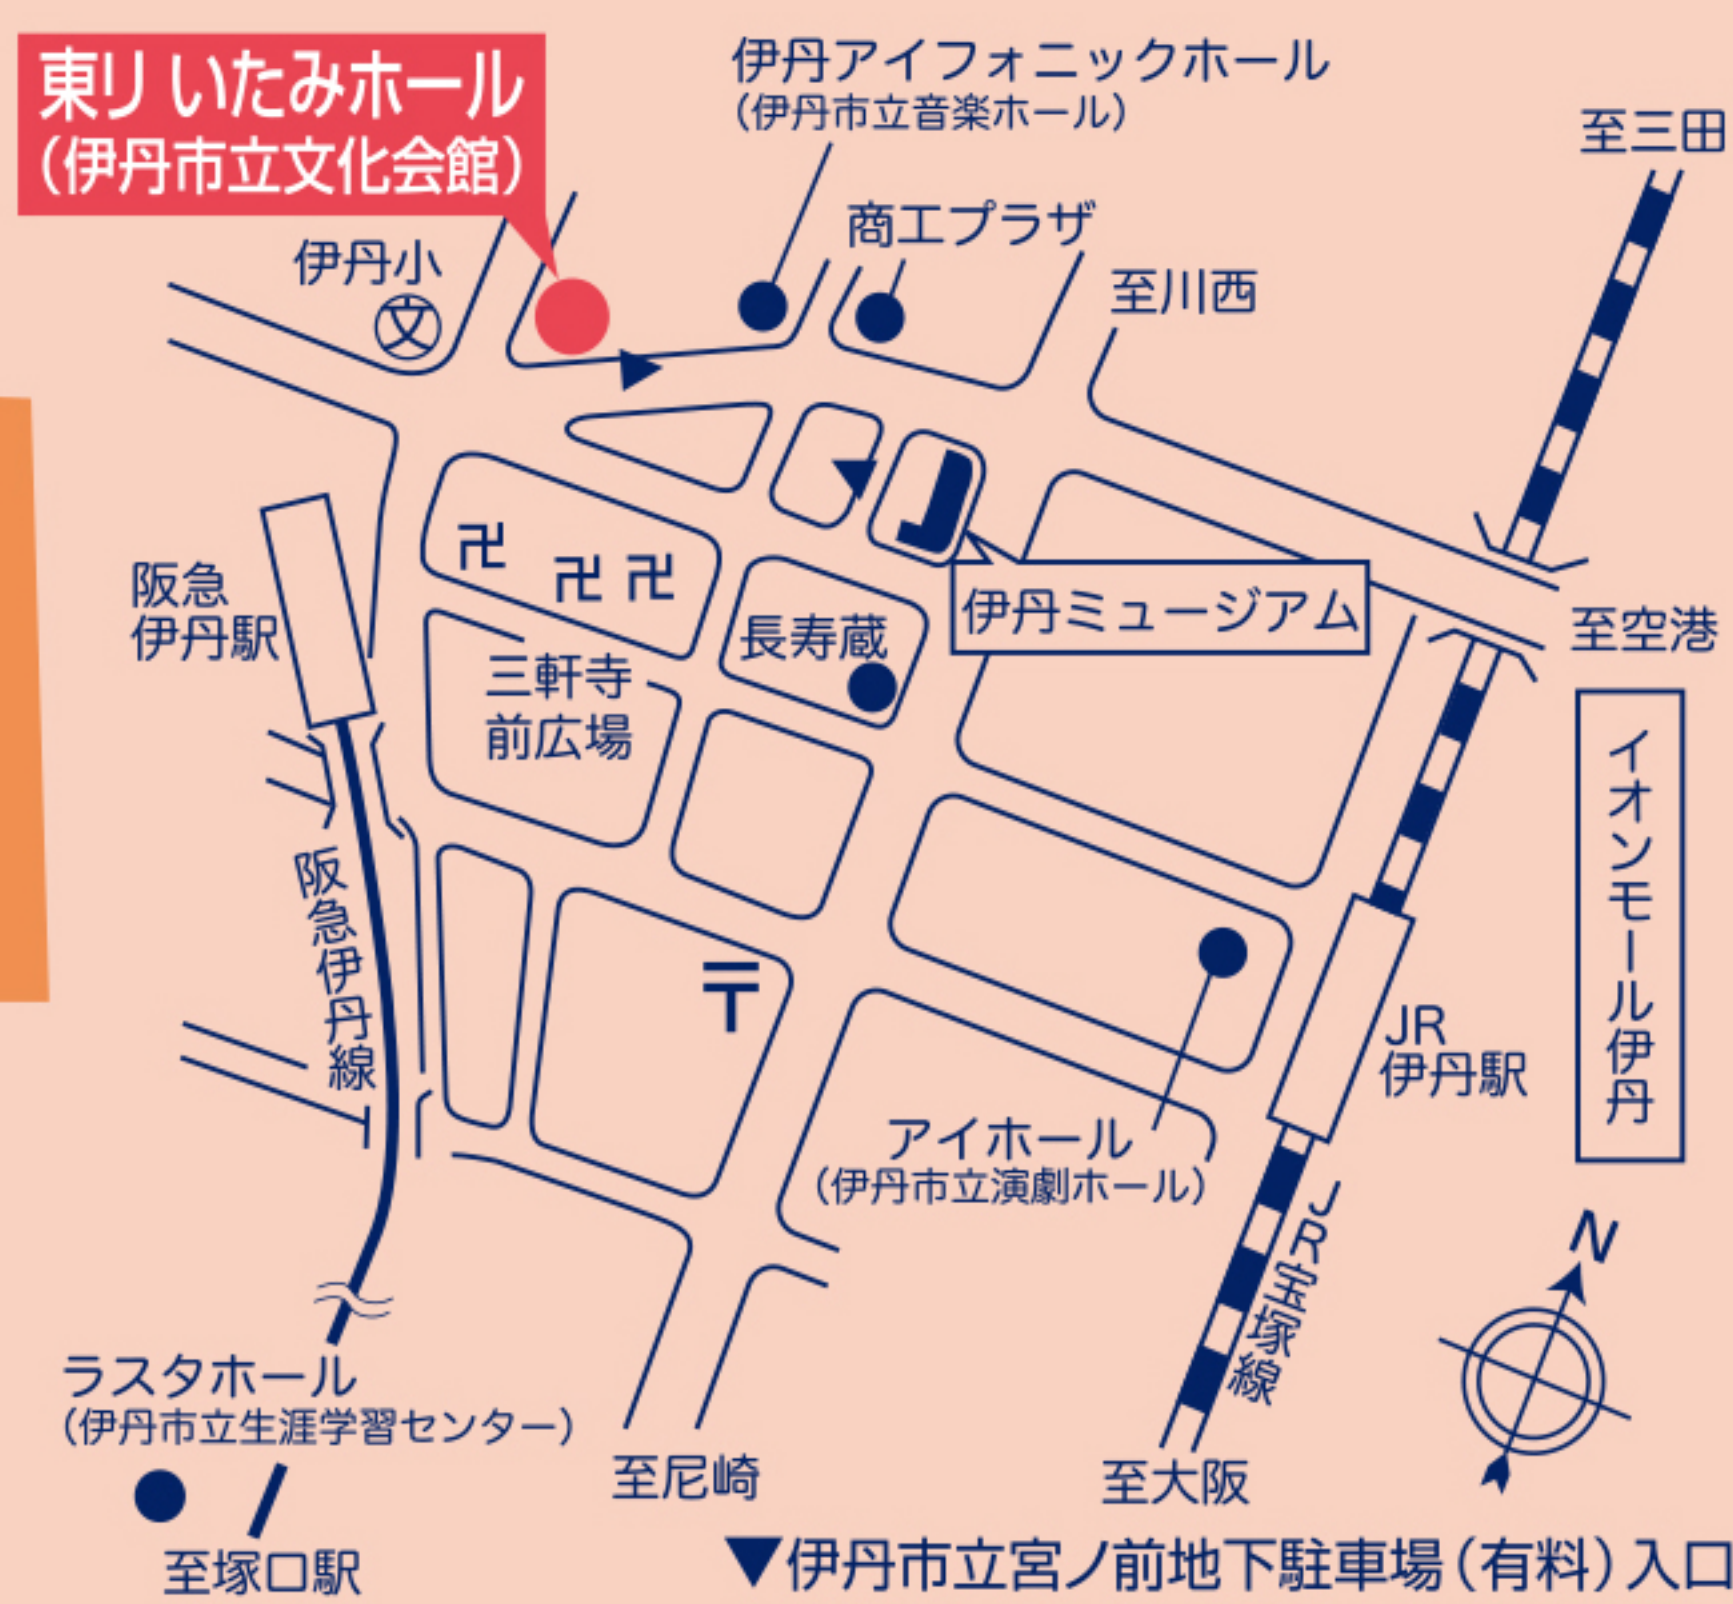 東リ いたみホール
（伊丹市立文化会館）
伊丹アイフォニックホール
（伊丹市立音楽ホール）
至三田
商工プラザ
伊丹小
文
至川西
卍 卍 卍
阪急
伊丹駅
伊丹ミュージアム
長寿蔵
至空港
三軒寺
前広場
イオンモール伊丹
阪急伊丹線
〒
JR
伊丹駅
アイホール
（伊丹市立演劇ホール）
JR宝塚線
N
ラスタホール
（伊丹市立生涯学習センター）
至尼崎
至大阪
至塚口駅
▼伊丹市立宮ノ前地下駐車場（有料）入口